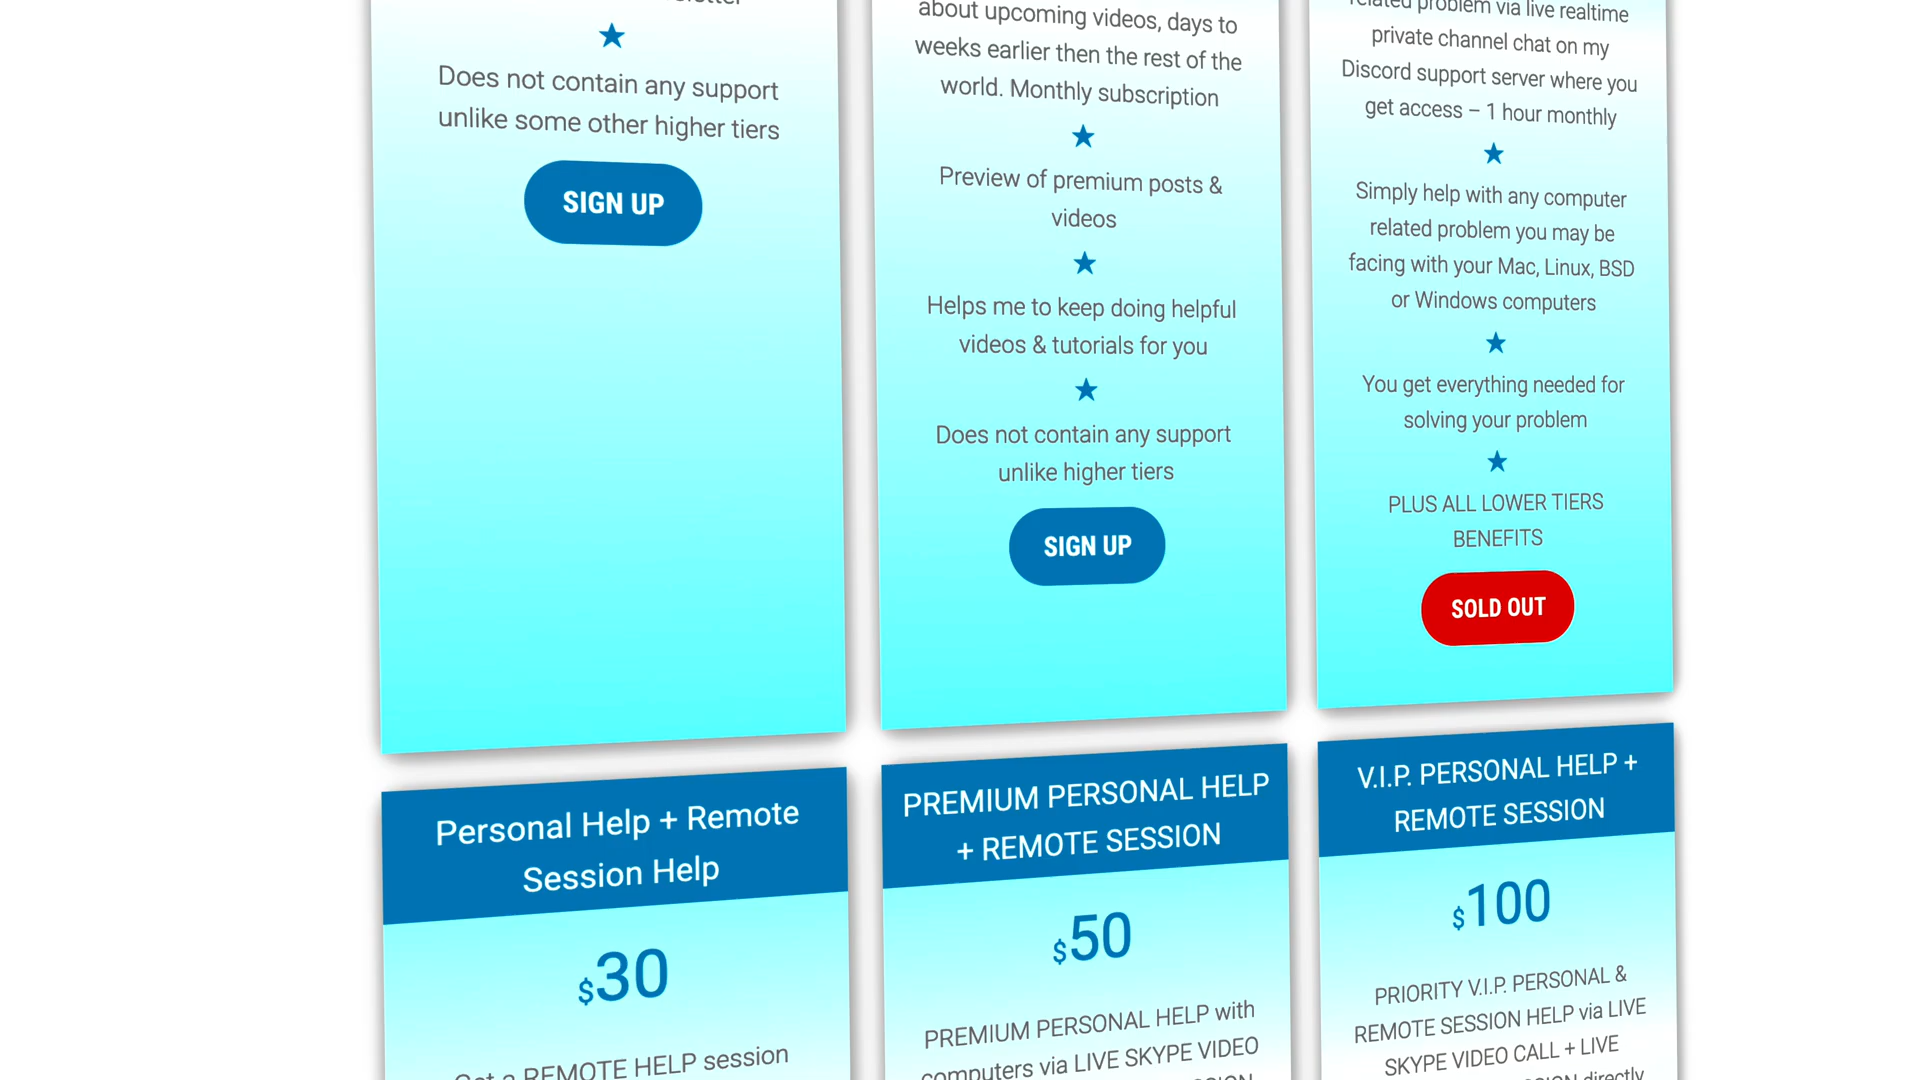 Does not contain any support
unlike some other higher tiers
SIGN UP
about upcoming videos, days to
weeks earlier then the rest of the
world. Monthly subscription
Preview of premium posts &
videos
Helps me to keep doing helpful
videos & tutorials for you
Does not contain any support
unlike higher tiers
SIGN UP
related problem via live realtime
private channel chat on my
Discord support server where you
get access – 1 hour monthly
Simply help with any computer
related problem you may be
facing with your Mac, Linux, BSD
or Windows computers
You get everything needed for
solving your problem
PLUS ALL LOWER TIERS
BENEFITS
SOLD OUT
Personal Help + Remote
Session Help
$30
Get a REMOTE HELP session
PREMIUM PERSONAL HELP
+ REMOTE SESSION
$50
PREMIUM PERSONAL HELP with
computers via LIVE SKYPE VIDEO
V.I.P. PERSONAL HELP +
REMOTE SESSION
$100
PRIORITY V.I.P. PERSONAL &
REMOTE SESSION HELP via LIVE
SKYPE VIDEO CALL + LIVE
directly